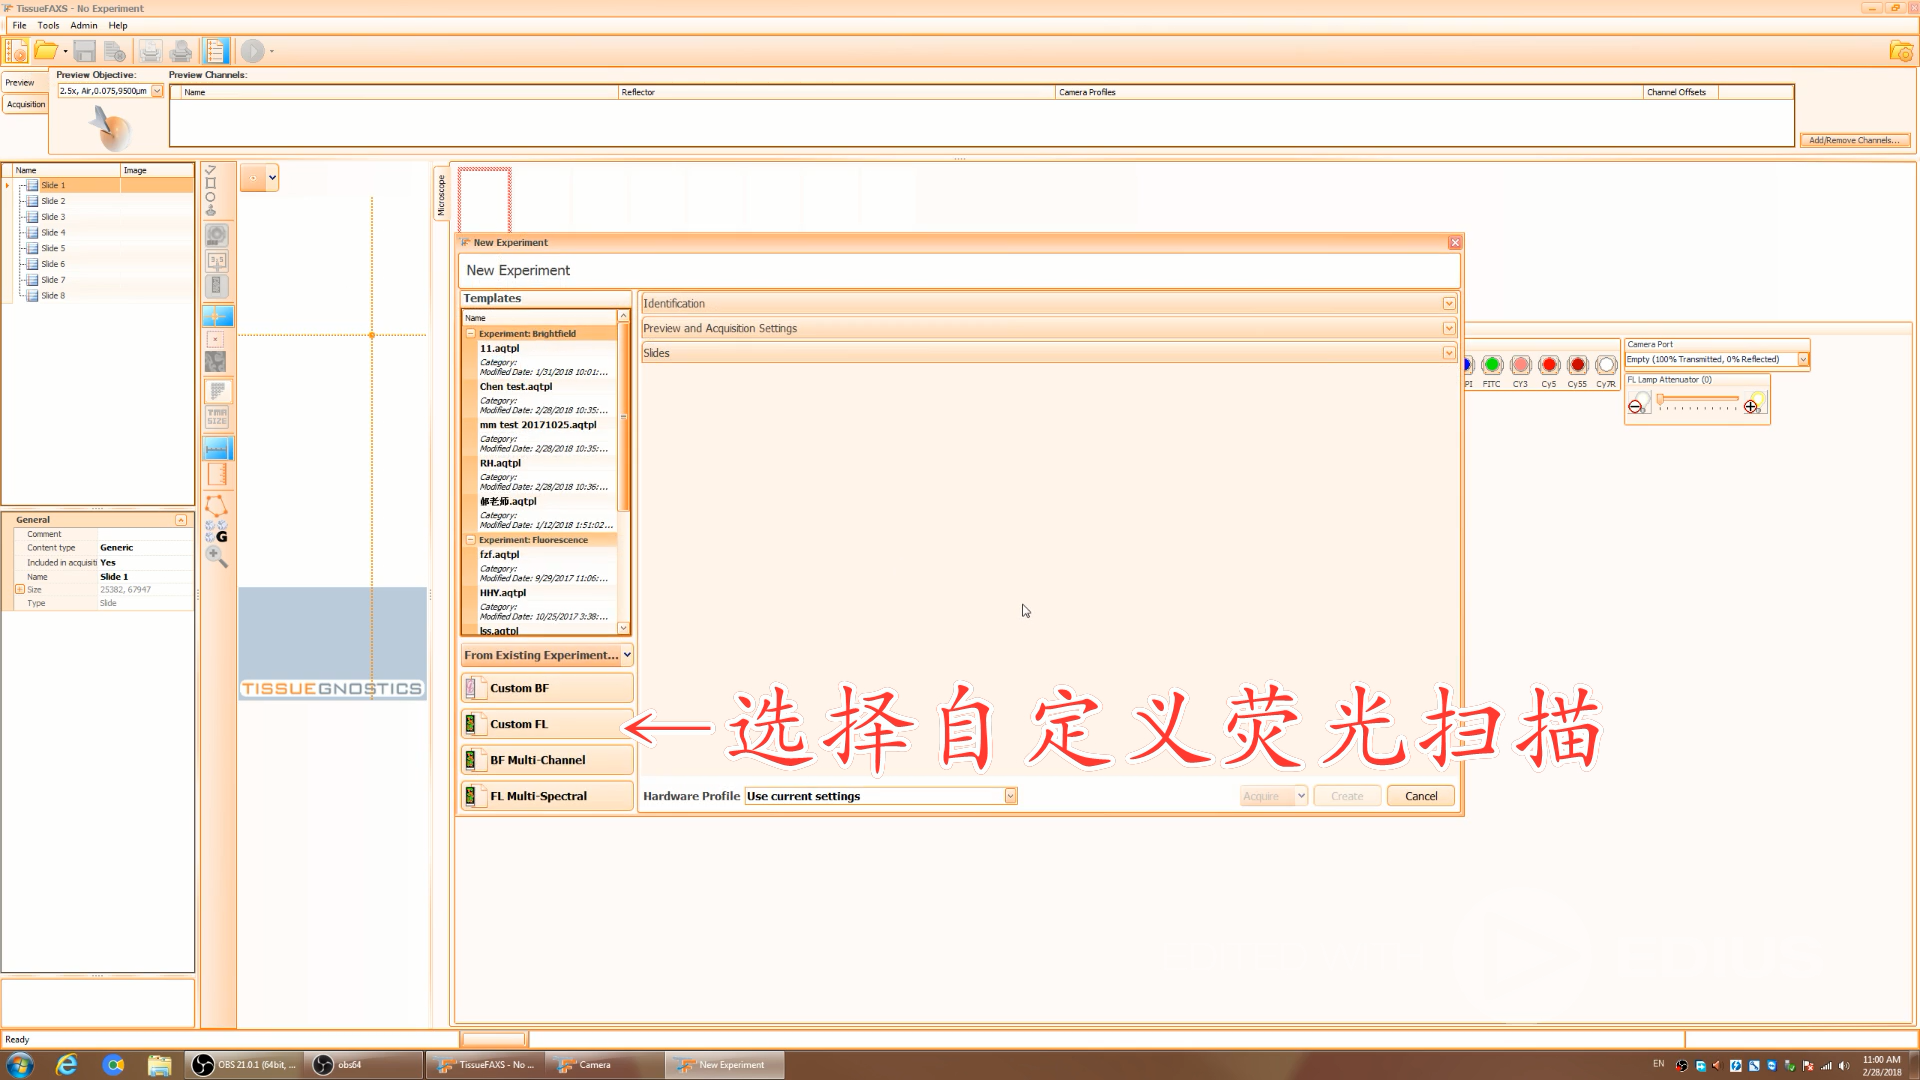 TissueFAXS - No Experiment
File Tools Admin Help
Preview
Acquisition
Preview Objective:
2.5x, Air,0.075,9500µm
Preview Channels:
Name Reflector Camera Profiles Channel Offsets
Add/Remove Channels...
Name Image
Slide 1
Slide 2
Slide 3
Slide 4
Slide 5
Slide 6
Slide 7
Slide 8
General
Comment
Content type Generic
Included in acquisiti Yes
Name Slide 1
Size 25382, 67947
Type Slide
TMA
SIZE
G
TISSUEGNOSTICS
Microscope
New Experiment
New Experiment
Templates
Name
Experiment: Brightfield
11.aqtpl
Category:
Modified Date: 1/31/2018 10:01:...
Chen test.aqtpl
Category:
Modified Date: 2/28/2018 10:35:...
mm test 20171025.aqtpl
Category:
Modified Date: 2/28/2018 10:35:...
RH.aqtpl
Category:
Modified Date: 2/28/2018 10:36:...
郝老师.aqtpl
Category:
Modified Date: 1/12/2018 1:51:02...
Experiment: Fluorescence
fzf.aqtpl
Category:
Modified Date: 9/29/2017 11:06:...
HHY.aqtpl
Category:
Modified Date: 10/25/2017 3:38:...
lss.aqtpl
From Existing Experiment...
Custom BF
Custom FL
BF Multi-Channel
FL Multi-Spectral
Identification
Preview and Acquisition Settings
Slides
←选择自定义荧光扫描
Hardware Profile Use current settings
Acquire Create Cancel
PI FITC CY3 Cy5 Cy55 Cy7R
Camera Port
Empty (100% Transmitted, 0% Reflected)
FL Lamp Attenuator (0)
Ready
OBS 21.0.1 (64bit, ...
obs64
TissueFAXS - No ...
Camera
New Experiment
EN
11:00 AM
2/28/2018